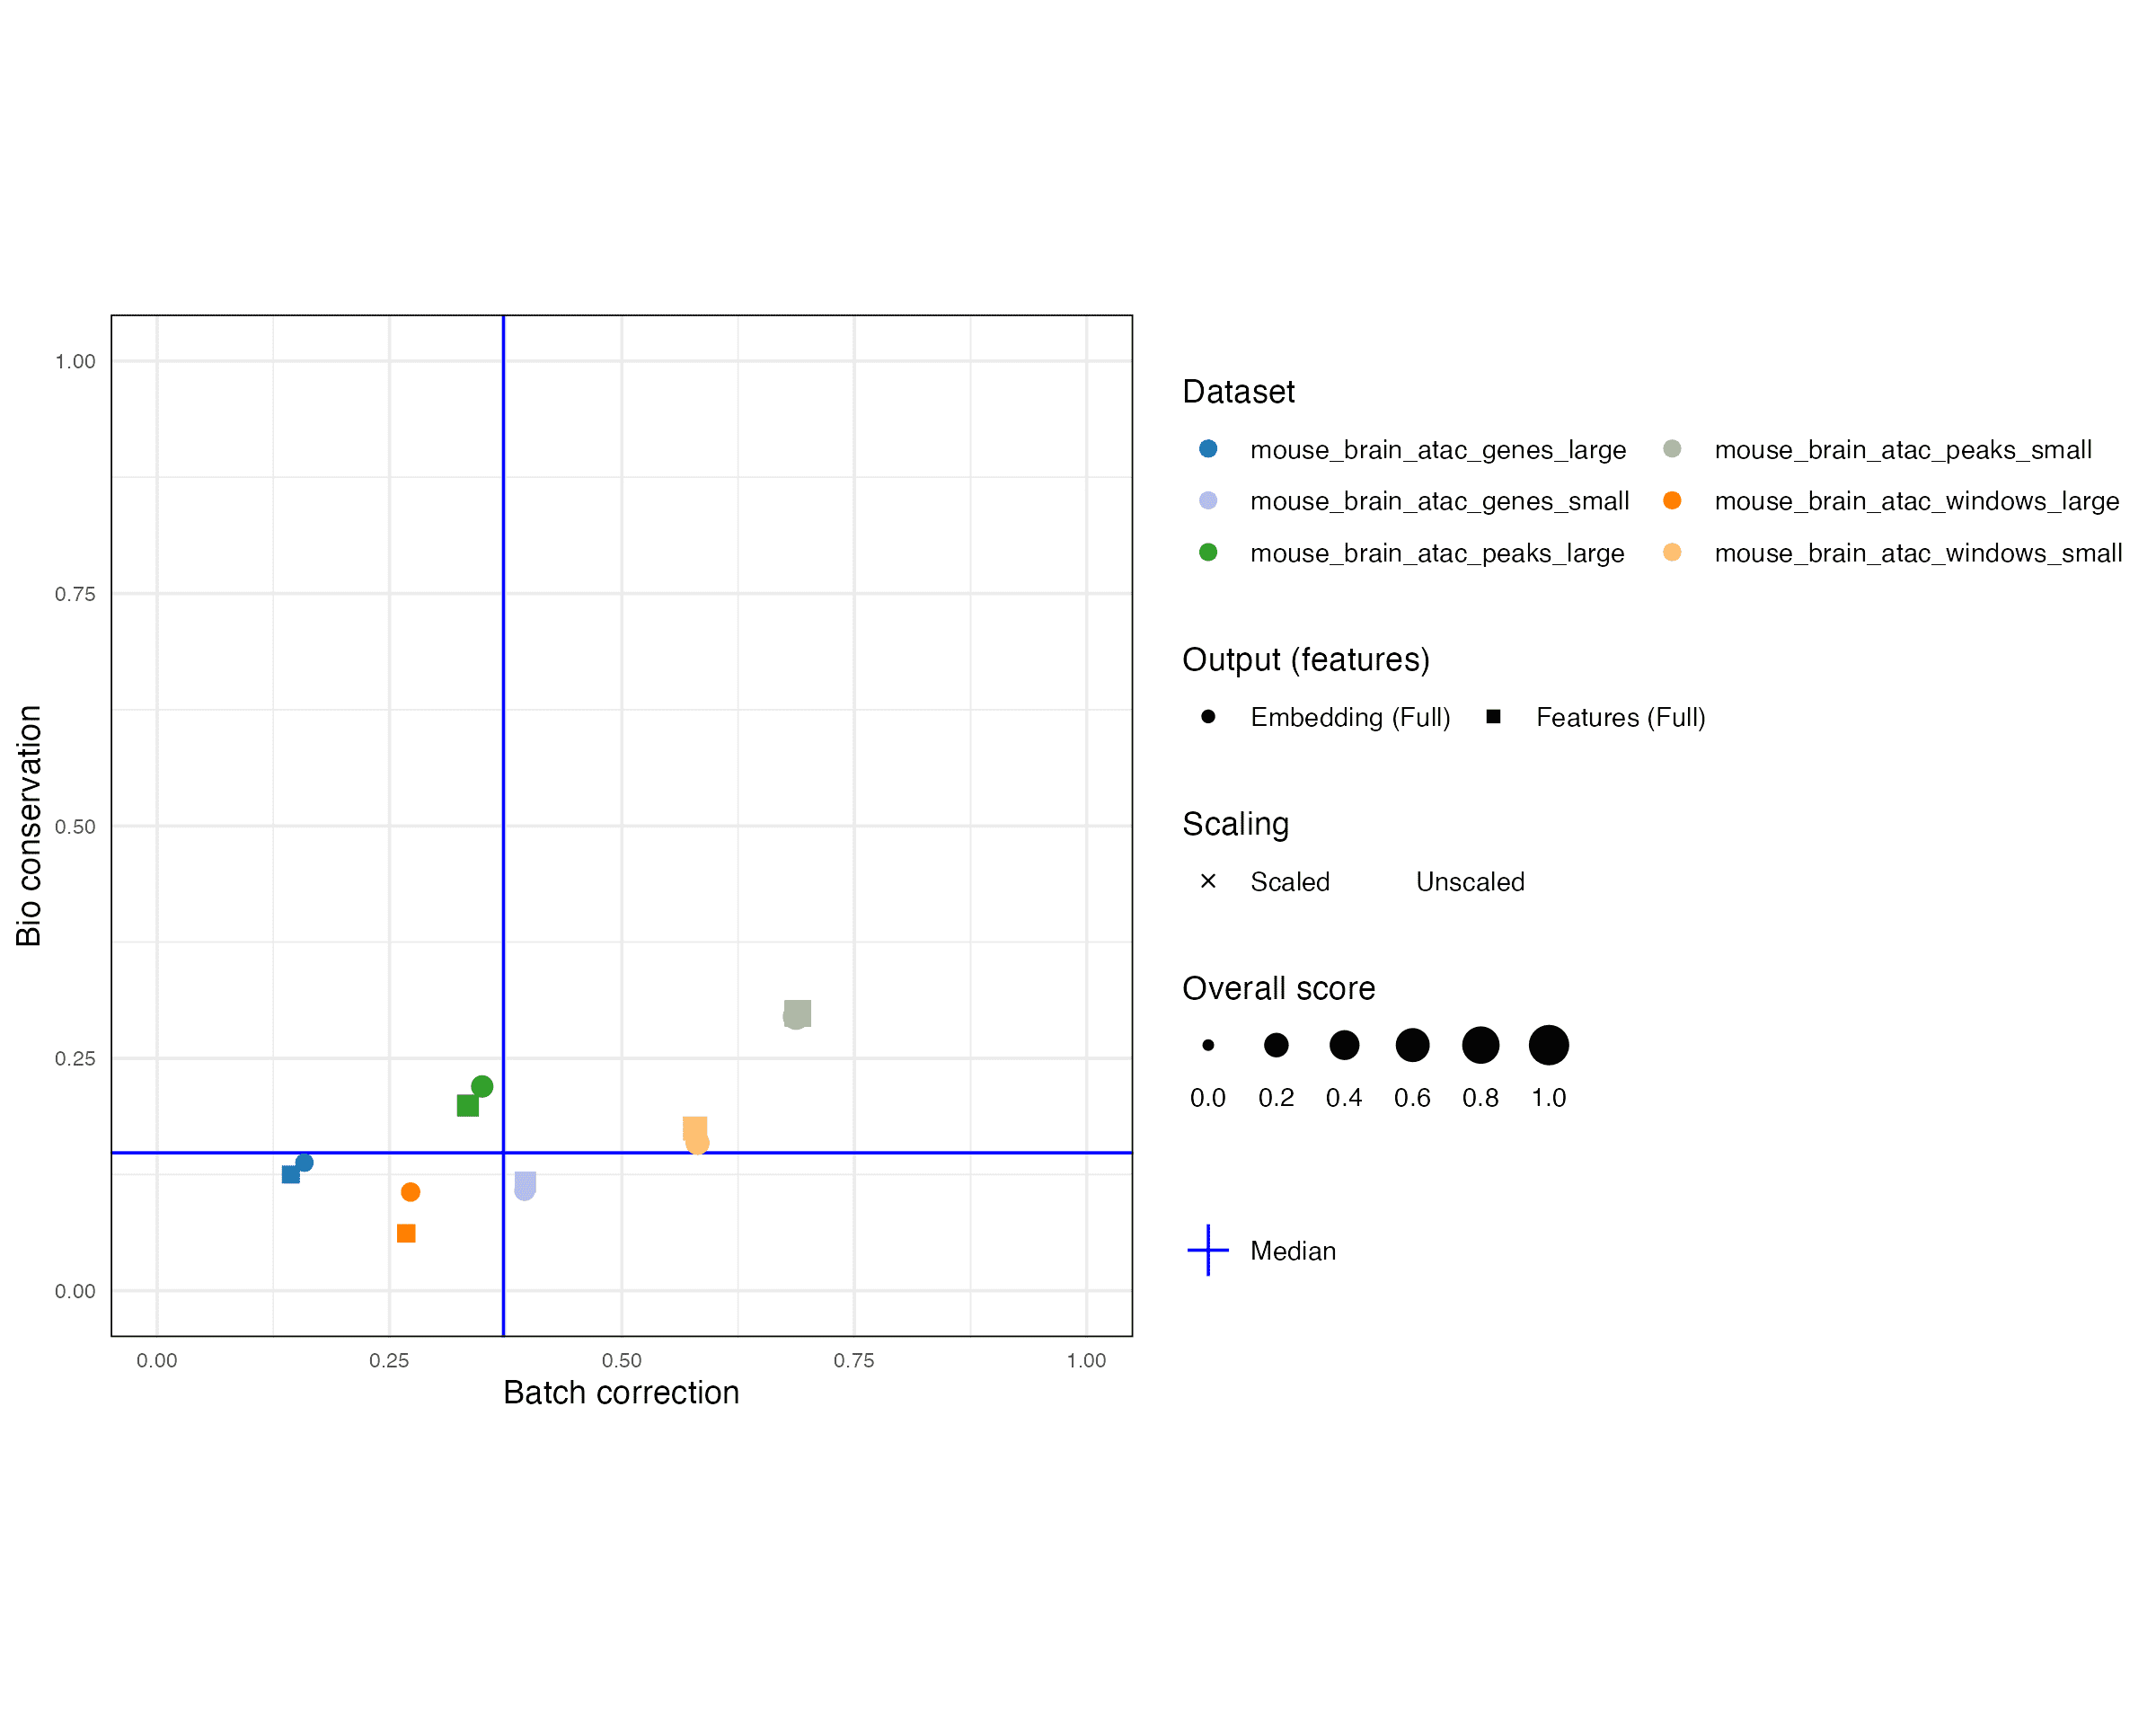 1.00
0.75
0.50
0.25
0.00
Bio conservation
0.00 0.25 0.50 0.75 1.00
Batch correction
Dataset
mouse_brain_atac_genes_large mouse_brain_atac_peaks_small
mouse_brain_atac_genes_small mouse_brain_atac_windows_large
mouse_brain_atac_peaks_large mouse_brain_atac_windows_small
Output (features)
Embedding (Full) Features (Full)
Scaling
Scaled Unscaled
Overall score
0.0 0.2 0.4 0.6 0.8 1.0
Median